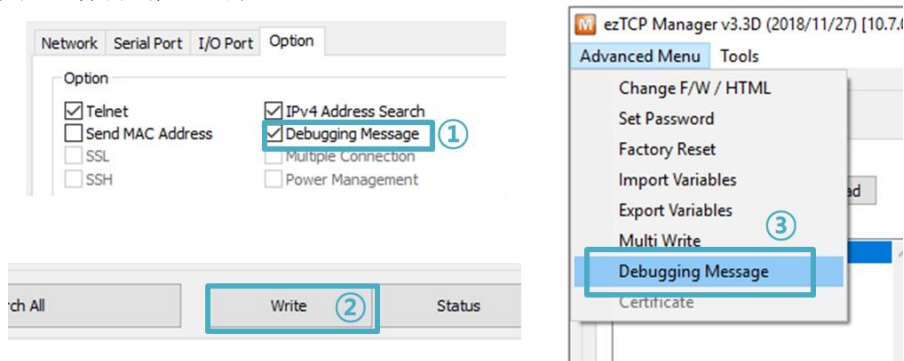 Network Serial Port I/O Port Option
Option
Telnet
IPv4 Address Search
Send MAC Address
Debugging Message
①
SSL
Multiple Connection
SSH
Power Management
rch All
Write
②
Status
M ezTCP Manager v3.3D (2018/11/27) [10.7.0
Advanced Menu Tools
Change F/W / HTML
Set Password
Factory Reset
Import Variables
ad
Export Variables
③
Multi Write
Debugging Message
Certificate